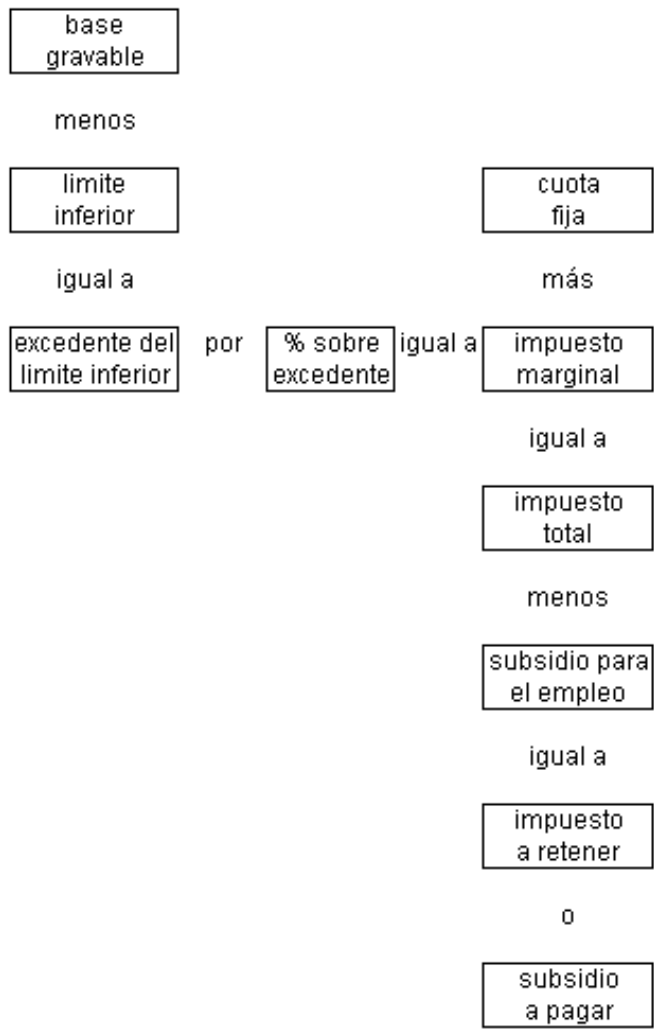 base
gravable
menos
limite
inferior
igual a
excedente del
limite inferior
por
% sobre
excedente
igual a
cuota
fija
más
impuesto
marginal
igual a
impuesto
total
menos
subsidio para
el empleo
igual a
impuesto
a retener
o
subsidio
a pagar